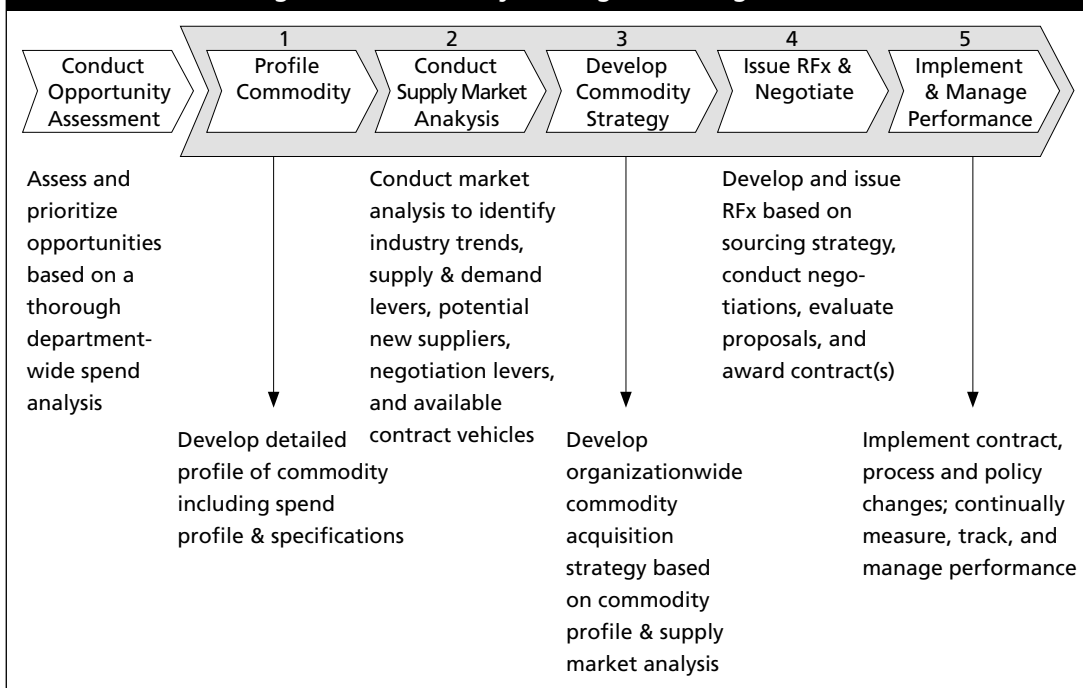 1
Conduct
Opportunity
Assessment
Profile
Commodity
2
Conduct
Supply Market
Anakysis
3
Develop
Commodity
Strategy
4
Issue RFx &
Negotiate
5
Implement
& Manage
Performance
Assess and
prioritize
opportunities
based on a
thorough
department-
wide spend
analysis
Develop detailed
profile of commodity
including spend
profile & specifications
Conduct market
analysis to identify
industry trends,
supply & demand
levers, potential
new suppliers,
negotiation levers,
and available
contract vehicles
Develop
organizationwide
commodity
acquisition
strategy based
on commodity
profile & supply
market analysis
Develop and issue
RFx based on
sourcing strategy,
conduct nego-
tiations, evaluate
proposals, and
award contract(s)
Implement contract,
process and policy
changes; continually
measure, track, and
manage performance